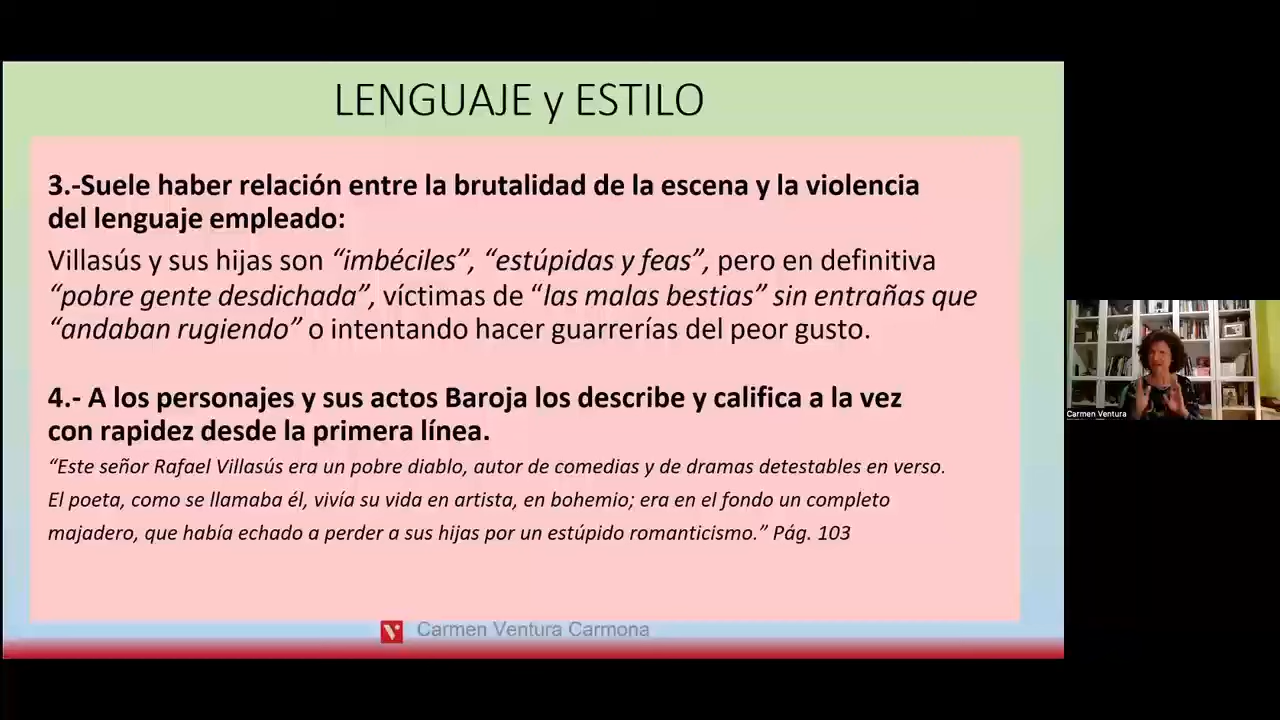 LENGUAJE y ESTILO
3.-Suele haber relación entre la brutalidad de la escena y la violencia
del lenguaje empleado:
Villasús y sus hijas son “imbéciles”, “estúpidas y feas”, pero en definitiva
“pobre gente desdichada”, víctimas de “las malas bestias” sin entrañas que
“andaban rugiendo” o intentando hacer guarrerías del peor gusto.
4.- A los personajes y sus actos Baroja los describe y califica a la vez
con rapidez desde la primera línea.
“Este señor Rafael Villasús era un pobre diablo, autor de comedias y de dramas detestables en verso.
El poeta, como se llamaba él, vivía su vida en artista, en bohemio; era en el fondo un completo
majadero, que había echado a perder a sus hijas por un estúpido romanticismo.” Pág. 103
Carmen Ventura Carmona
Carmen Ventura